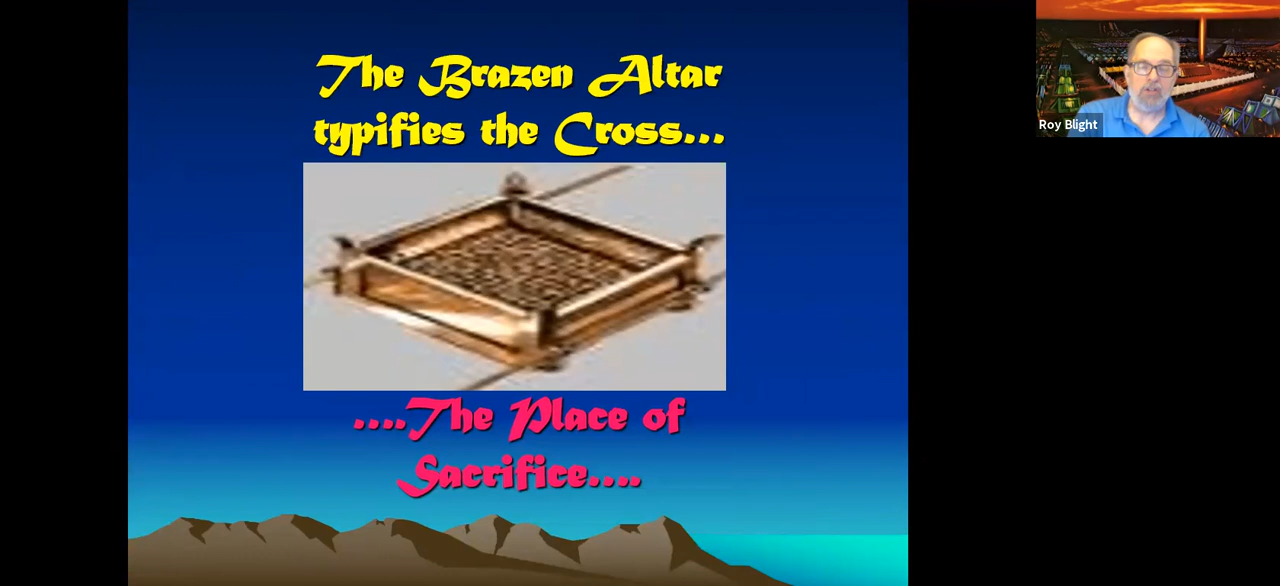 The Brazen Altar
typifies the Cross...
....The Place of
Sacrifice....
Roy Blight